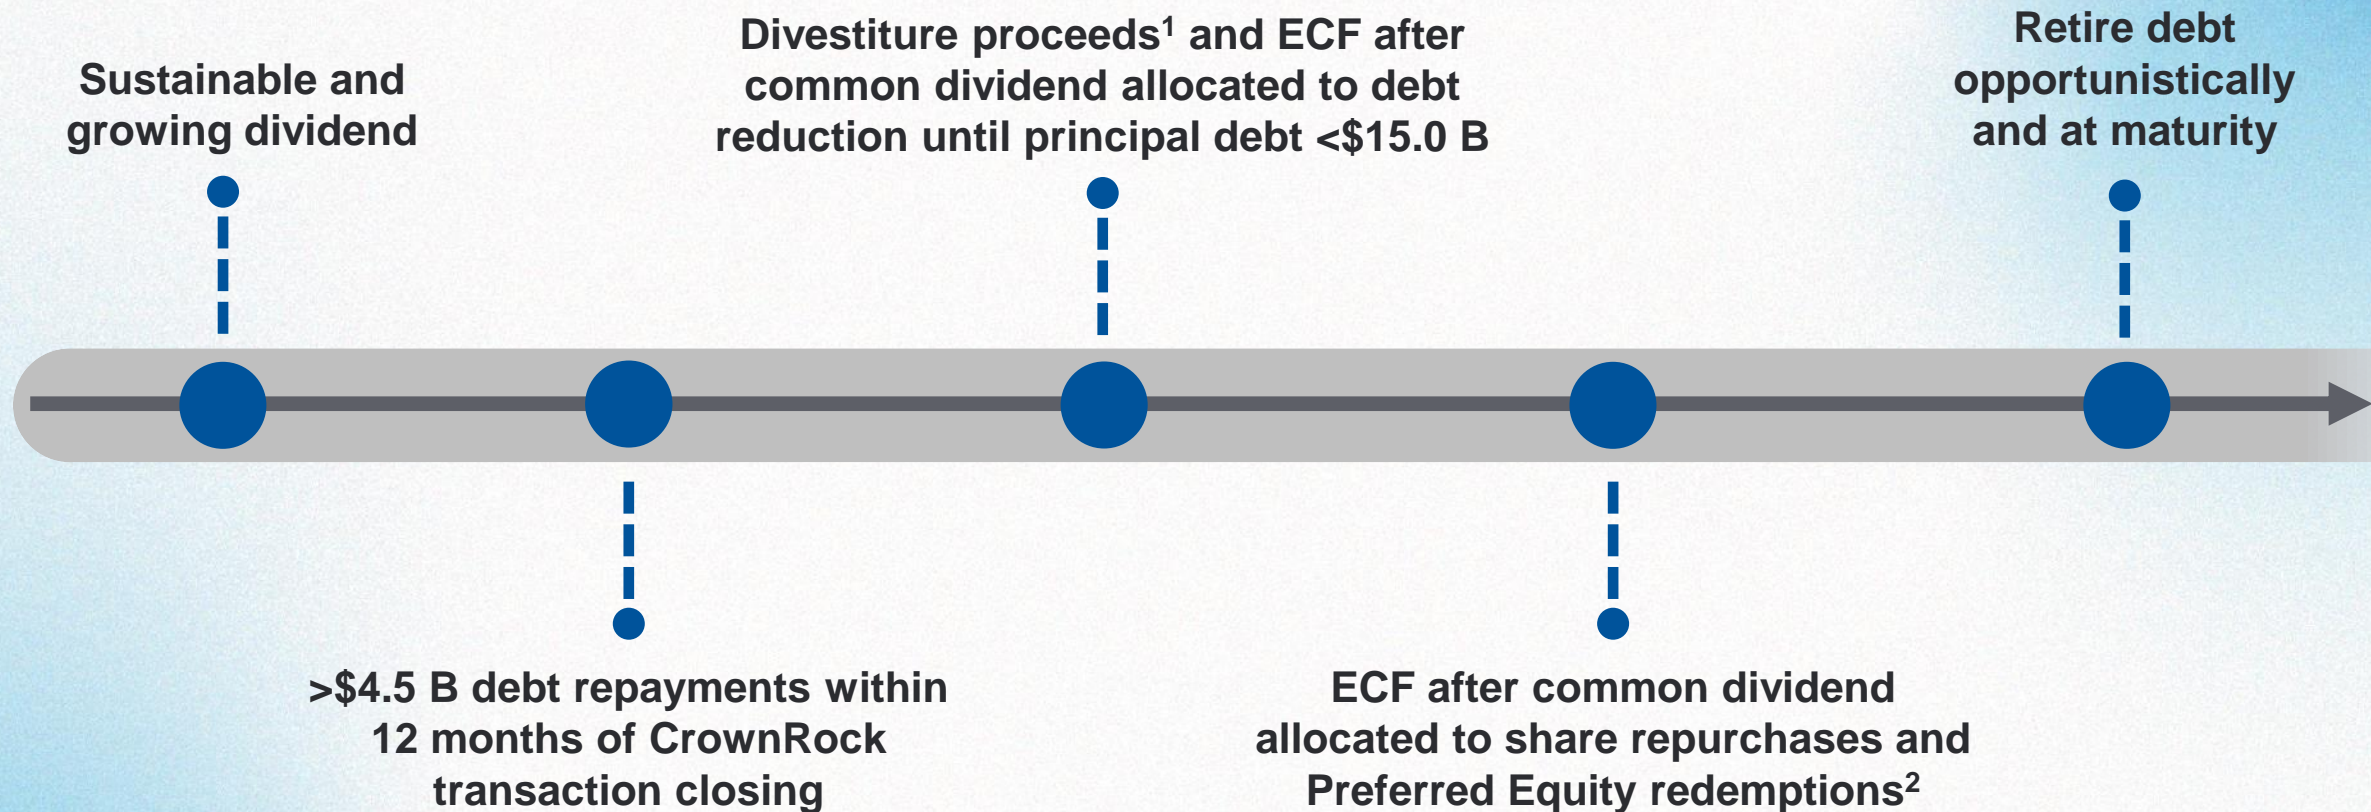 Sustainable and
growing dividend
>$4.5 B debt repayments within
12 months of CrownRock
transaction closing
Divestiture proceeds¹ and ECF after
common dividend allocated to debt
reduction until principal debt <$15.0 B
ECF after common dividend
allocated to share repurchases and
Preferred Equity redemptions²
Retire debt
opportunistically
and at maturity